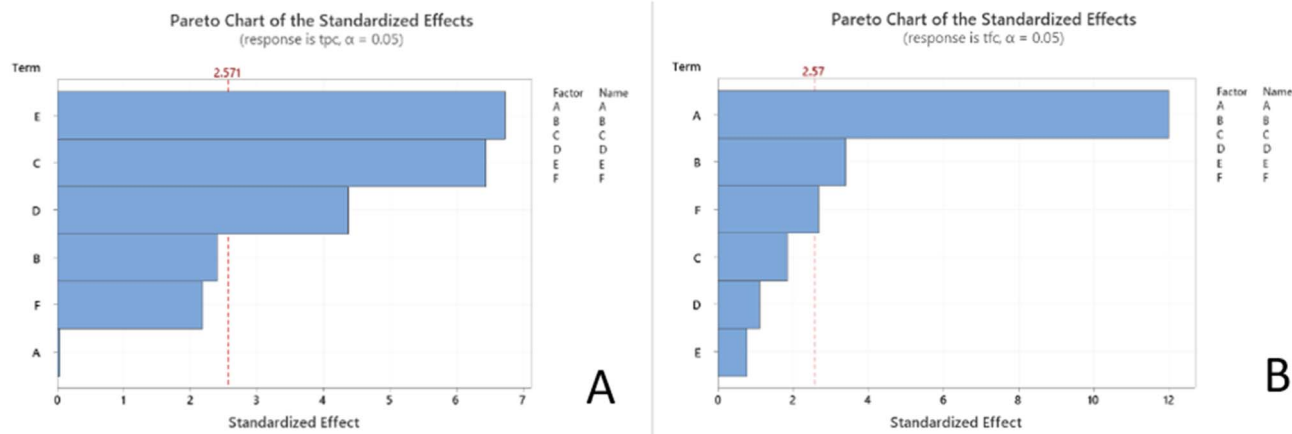 Pareto Chart of the Standardized Effects
(response is tpc, α = 0.05)
Term
2.571
E
C
D
B
F
A
0 1 2 3 4 5 6 7
Standardized Effect
Factor Name
A A
B B
C C
D D
E E
F F
A
Pareto Chart of the Standardized Effects
(response is tfc, α = 0.05)
Term
2.57
A
B
F
C
D
E
0 2 4 6 8 10 12
Standardized Effect
Factor Name
A A
B B
C C
D D
E E
F F
B